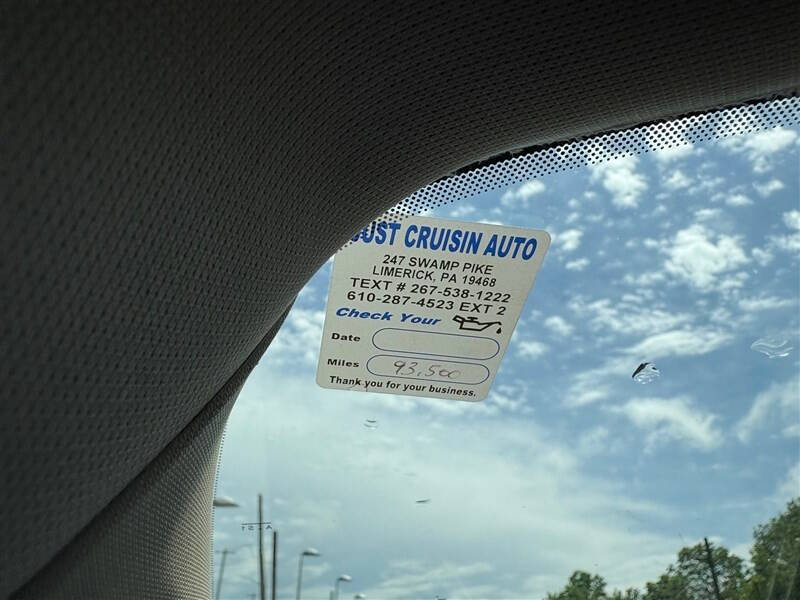 JUST CRUISIN AUTO
247 SWAMP PIKE
LIMERICK, PA 19468
TEXT # 267-538-1222
610-287-4523 EXT 2
Check Your
Date
Miles 93,500
Thank you for your business.